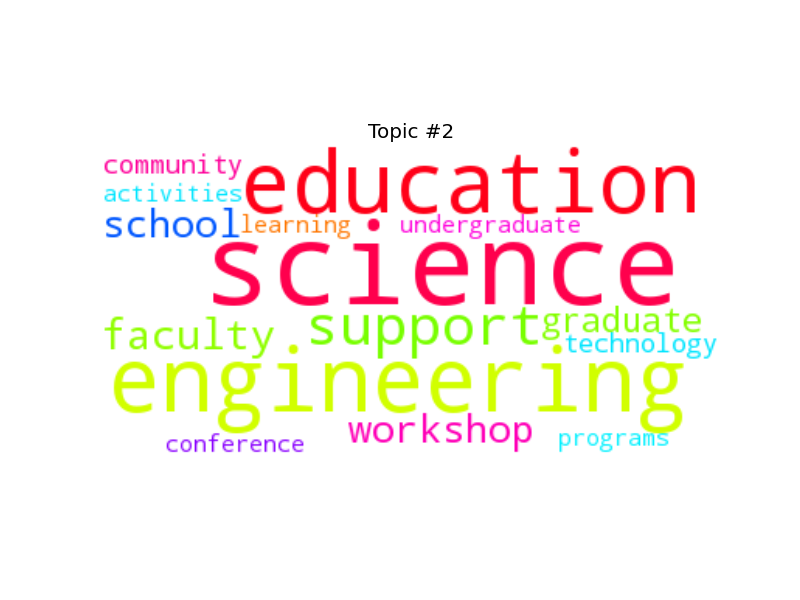 Topic #2
community
education
activities
school
learning
undergraduate
science
faculty
support
graduate
technology
engineering
workshop
conference
programs